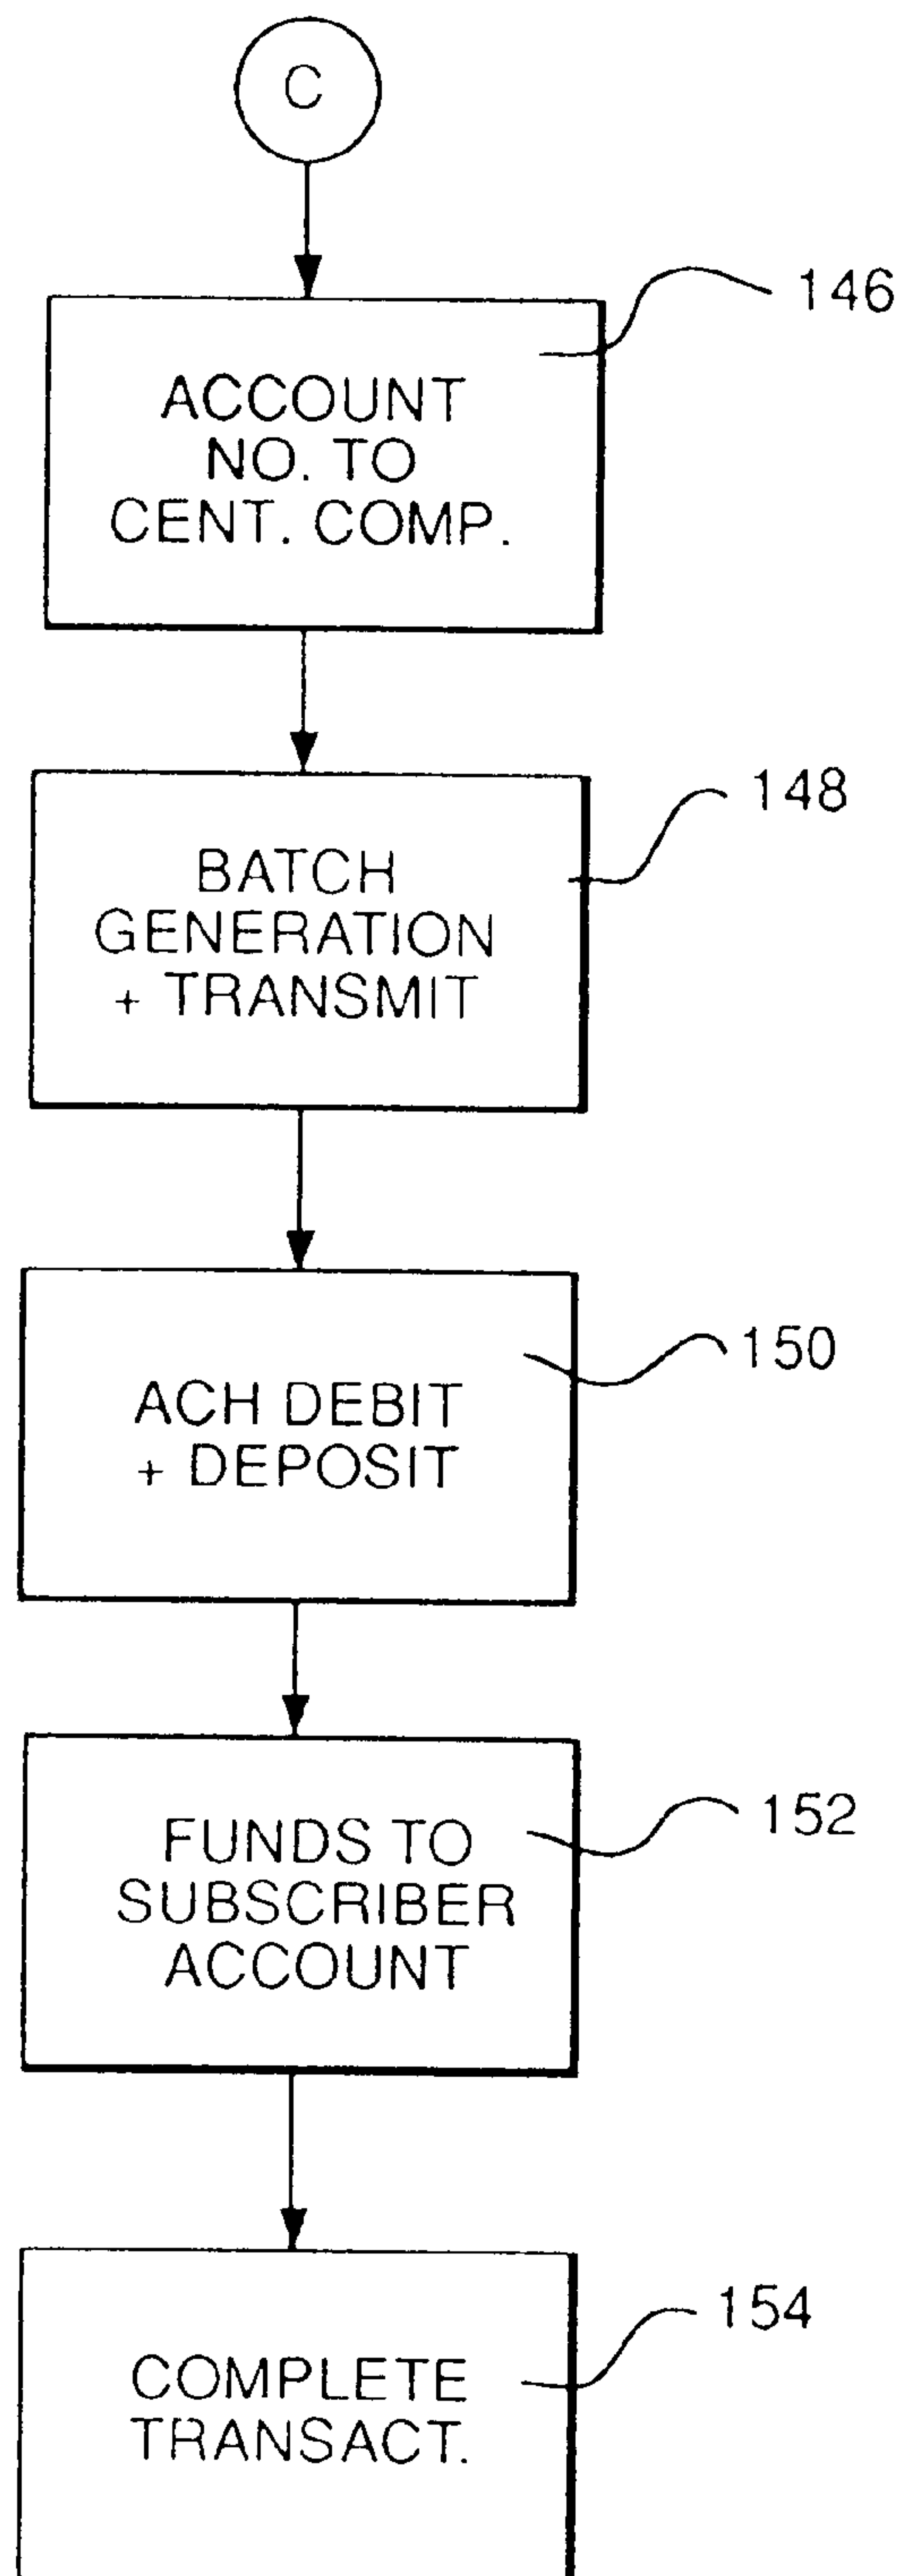 C
146
ACCOUNT
NO. TO
CENT. COMP.
148
BATCH
GENERATION
+ TRANSMIT
150
ACH DEBIT
+ DEPOSIT
152
FUNDS TO
SUBSCRIBER
ACCOUNT
154
COMPLETE
TRANSACT.